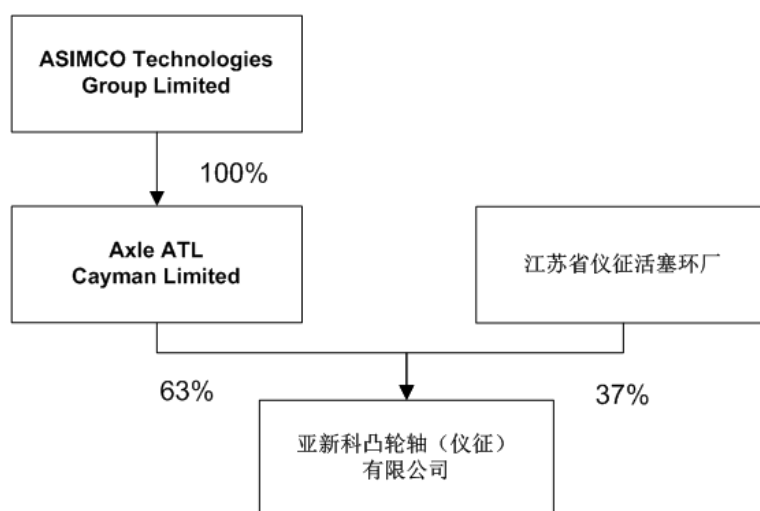 ASIMCO Technologies
Group Limited
100%
Axle ATL
Cayman Limited
江苏省仪征活塞环厂
63%
37%
亚新科凸轮轴（仪征）
有限公司